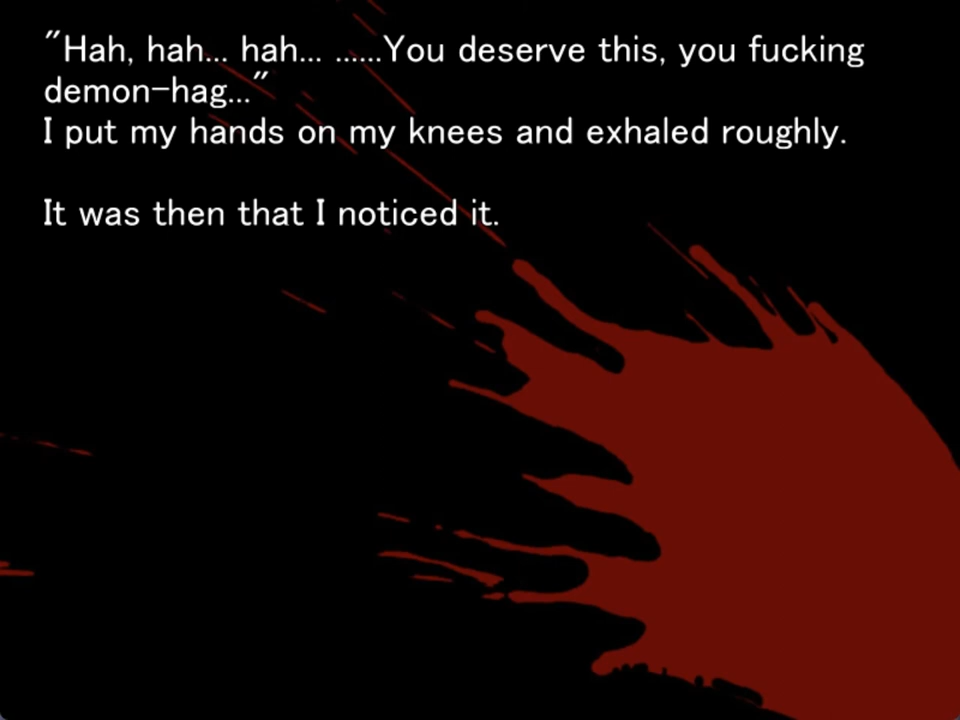 "Hah, hah... hah... ......You deserve this, you fucking
demon-hag..."
I put my hands on my knees and exhaled roughly.
It was then that I noticed it.